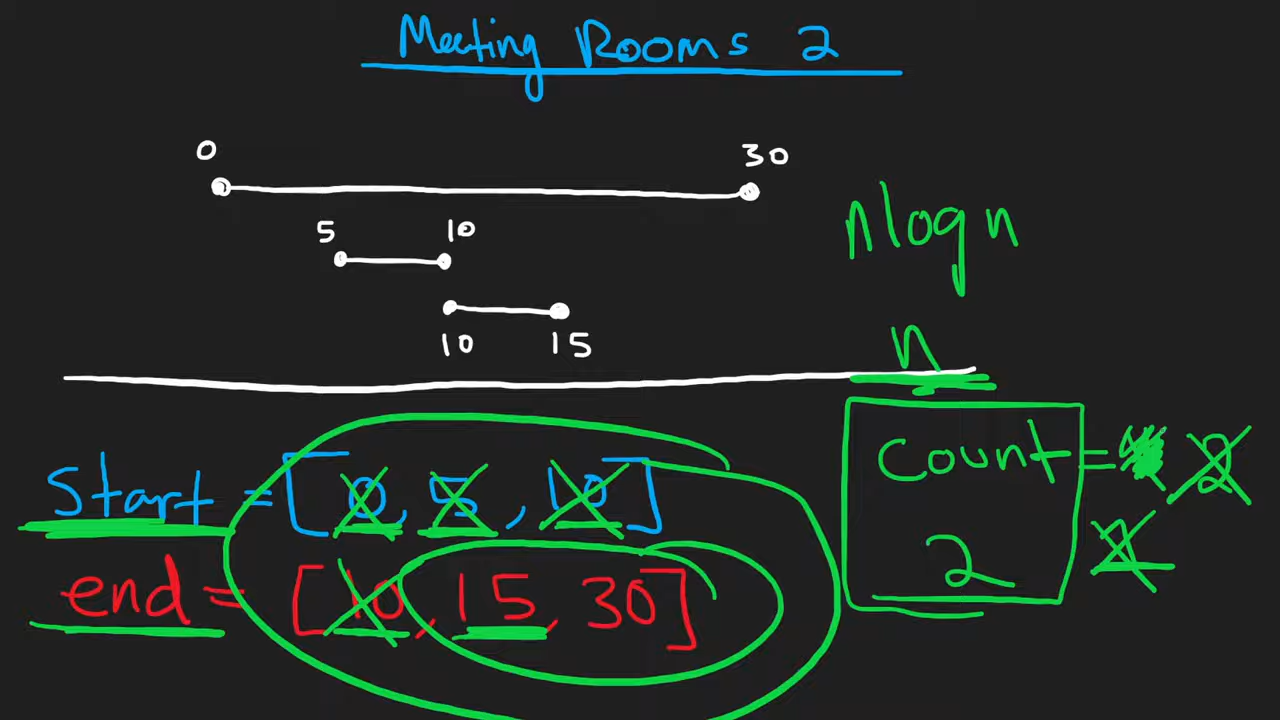 Meeting Rooms 2
0 30
5 10
nlogn
10 15
n
Start = [0, 5, 10]
count = 2
end = [10, 15, 30]
2